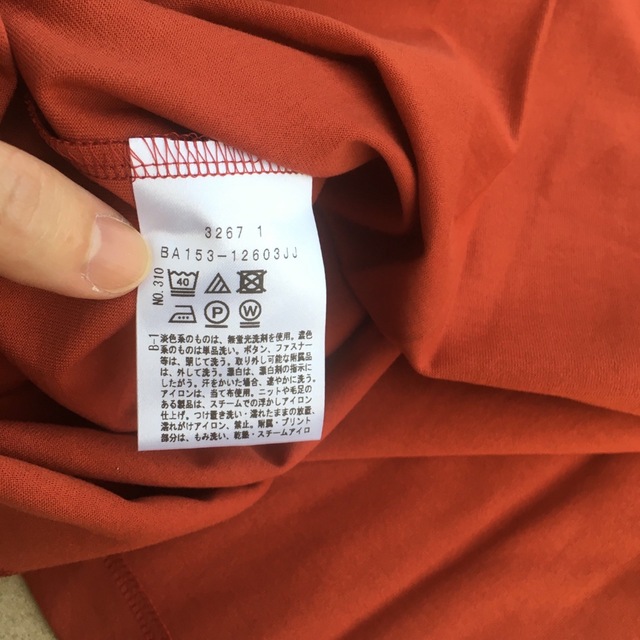 3267 1
BA153-12603JJ
NO.310
40
P
W
B-1
淡色系のものは、無蛍光洗剤を使用。濃色
系のものは単品洗い。ボタン、ファスナー
等は、閉じて洗う。取り外し可能な附属品
は、外して洗う。漂白は、漂白剤の指示に
したがう。汗をかいた場合、速やかに洗う。
アイロンは、当て布使用。ニットや毛足の
ある製品は、スチームでの浮かしアイロン
仕上げ。つけ置き洗い・濡れたままの放置、
濡れがけアイロン、禁止。附属・プリント
部分は、もみ洗い、乾燥・スチームアイロ